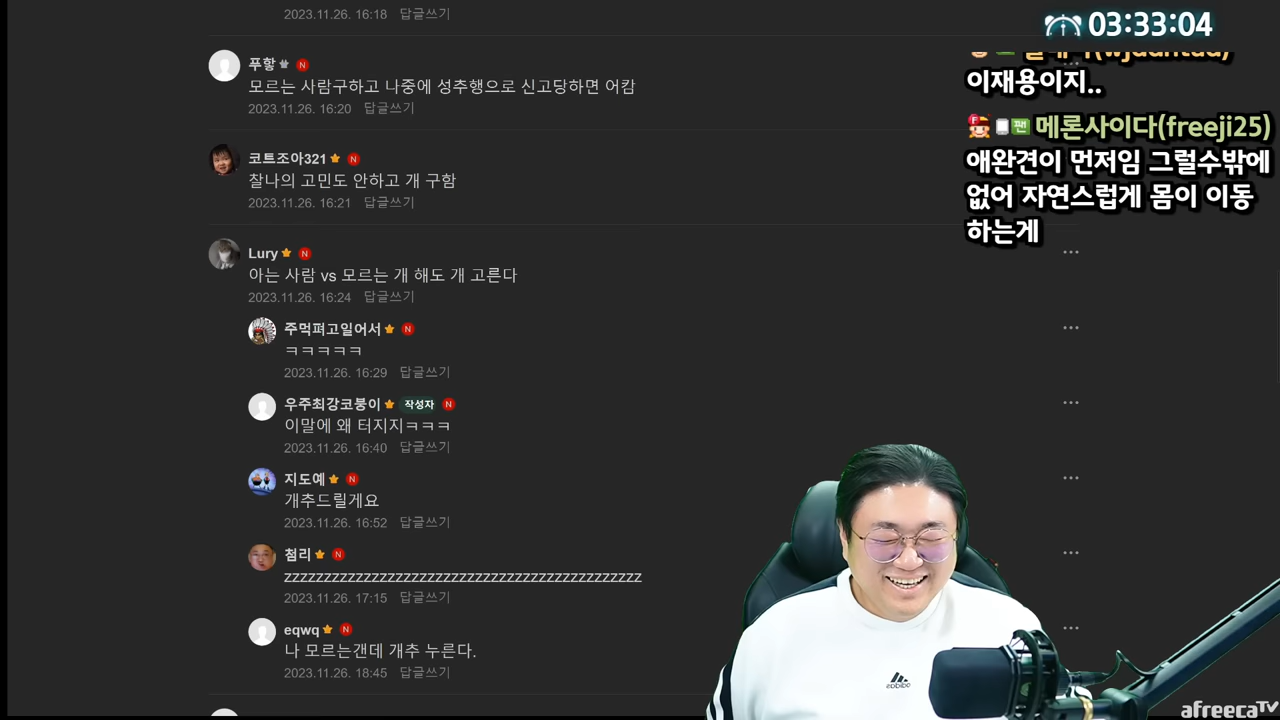 2023.11.26. 16:18 답글쓰기
03:33:04
푸항 N
모르는 사람구하고 나중에 성추행으로 신고당하면 어캄
2023.11.26. 16:20 답글쓰기
이재용이지..
메론사이다(freeji25)
애완견이 먼저임 그럴수밖에
없어 자연스럽게 몸이 이동
하는게
코트조아321 N
찰나의 고민도 안하고 개 구함
2023.11.26. 16:21 답글쓰기
Lury N
아는 사람 vs 모르는 개 해도 개 고른다
2023.11.26. 16:24 답글쓰기
주먹펴고일어서 N
ㅋㅋㅋㅋㅋ
2023.11.26. 16:29 답글쓰기
우주최강코붕이 작성자 N
이말에 왜 터지지ㅋㅋㅋ
2023.11.26. 16:40 답글쓰기
지도예 N
개추드릴게요
2023.11.26. 16:52 답글쓰기
첨리 N
zzzzzzzzzzzzzzzzzzzzzzzzzzzzzzzzzzzzzzzzzzzzz
2023.11.26. 17:15 답글쓰기
eqwq N
나 모르는갠데 개추 누른다.
2023.11.26. 18:45 답글쓰기
adidas
afreecaTV